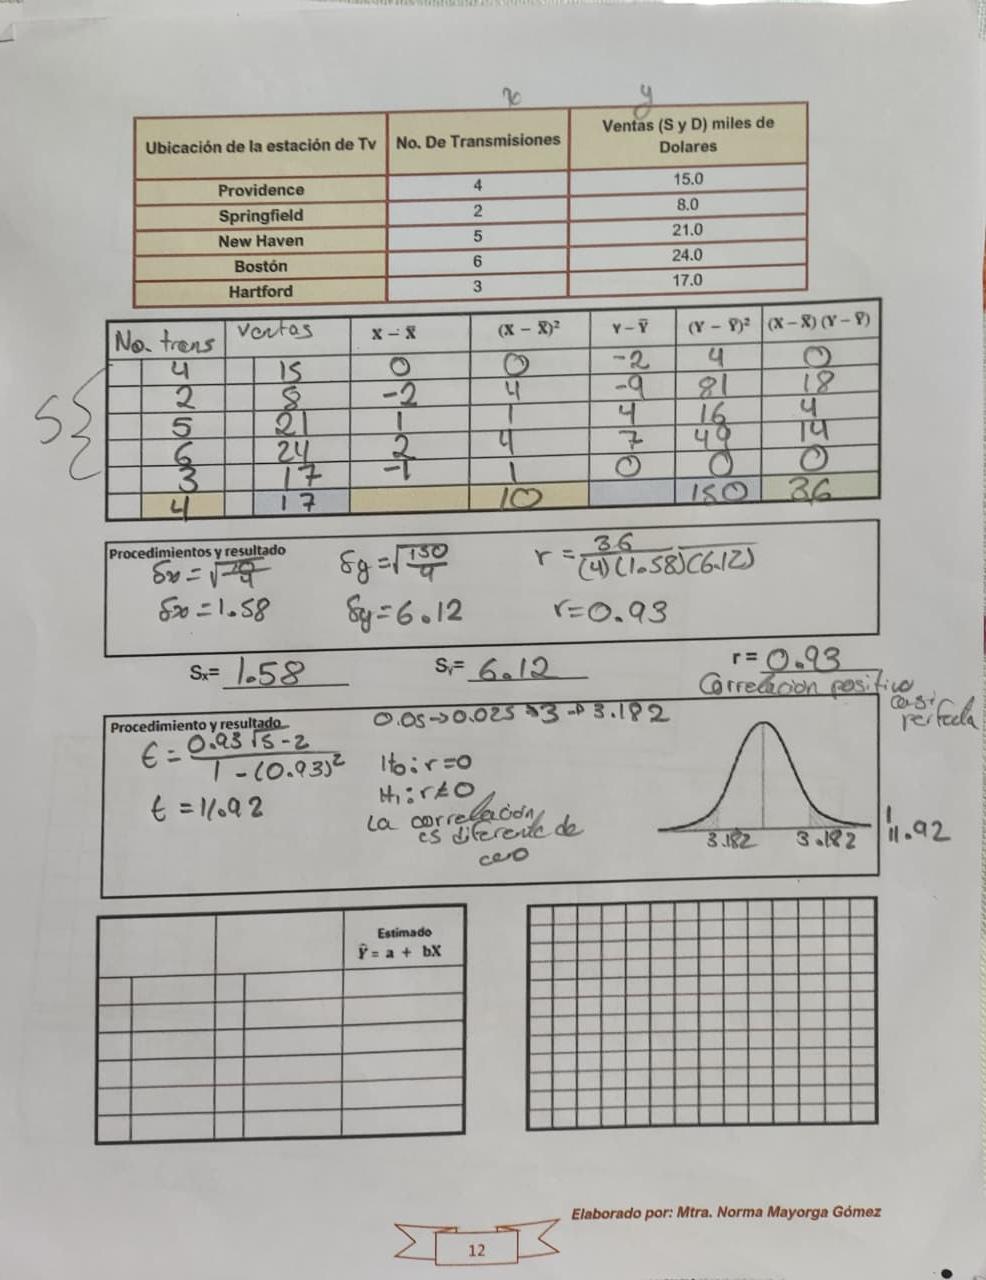 x y
Ubicación de la estación de Tv No. De Transmisiones Ventas (S y D) miles de Dolares
Providence 4 15.0
Springfield 2 8.0
New Haven 5 21.0
Bostón 6 24.0
Hartford 3 17.0
No. trans Ventas X – X̄ (X – X̄)² Y – Ȳ (Y – Ȳ)² (X – X̄) (Y – Ȳ)
4 15 0 0 -2 4 0
2 8 -2 4 -9 81 18
5 21 1 1 4 16 4
6 24 2 4 7 49 14
3 17 -1 1 0 0 0
4 17 10 150 36
5
Procedimientos y resultado
Sx = √10/4 Sy = √150/4 r = 36/(4)(1.58)(6.12)
Sx = 1.58 Sy = 6.12 r = 0.93
Sx= 1.58 Sy= 6.12 r = 0.93
Correlacion positiva casi perfecta
Procedimiento y resultado 0.05→0.025→3→3.182
t = 0.93√5-2/1-(0.93)² Ho: r=0
H1: r≠0
t = 11.92
La correlación es diferente de cero
3.182 3.182 11.92
Estimado
Ŷ = a + bX
Elaborado por: Mtra. Norma Mayorga Gómez
12